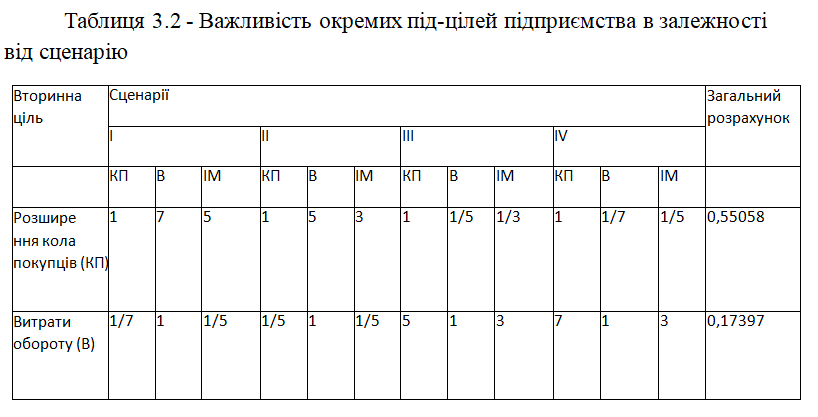 Таблиця 3.2 - Важливість окремих під-цілей підприємства в залежності
від сценарію
Вторинна ціль Сценарії Загальний розрахунок
I II III IV
КП В ІМ КП В ІМ КП В ІМ КП В ІМ
Розшире
ння кола
покупців (КП) 1 7 5 1 5 3 1 1/5 1/3 1 1/7 1/5 0,55058
Витрати
обороту (В) 1/7 1 1/5 1/5 1 1/5 5 1 3 7 1 3 0,17397